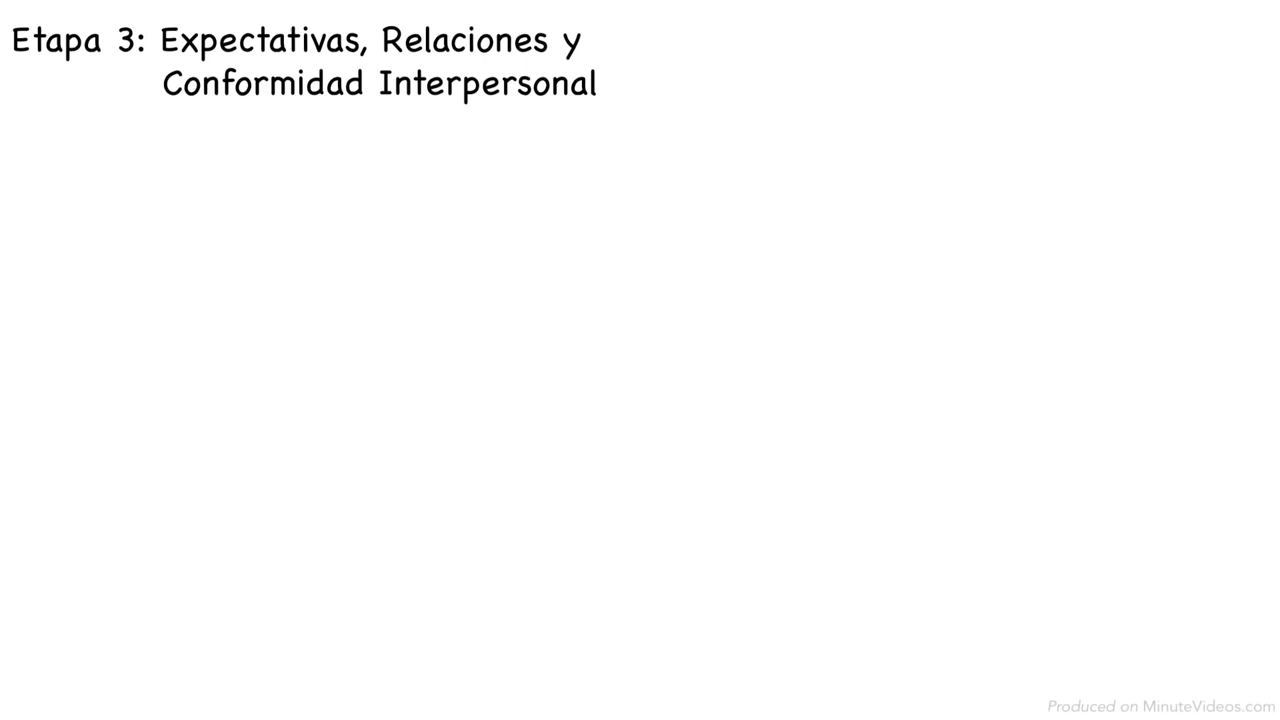 Etapa 3: Expectativas, Relaciones y
Conformidad Interpersonal
Produced on MinuteVideos.com